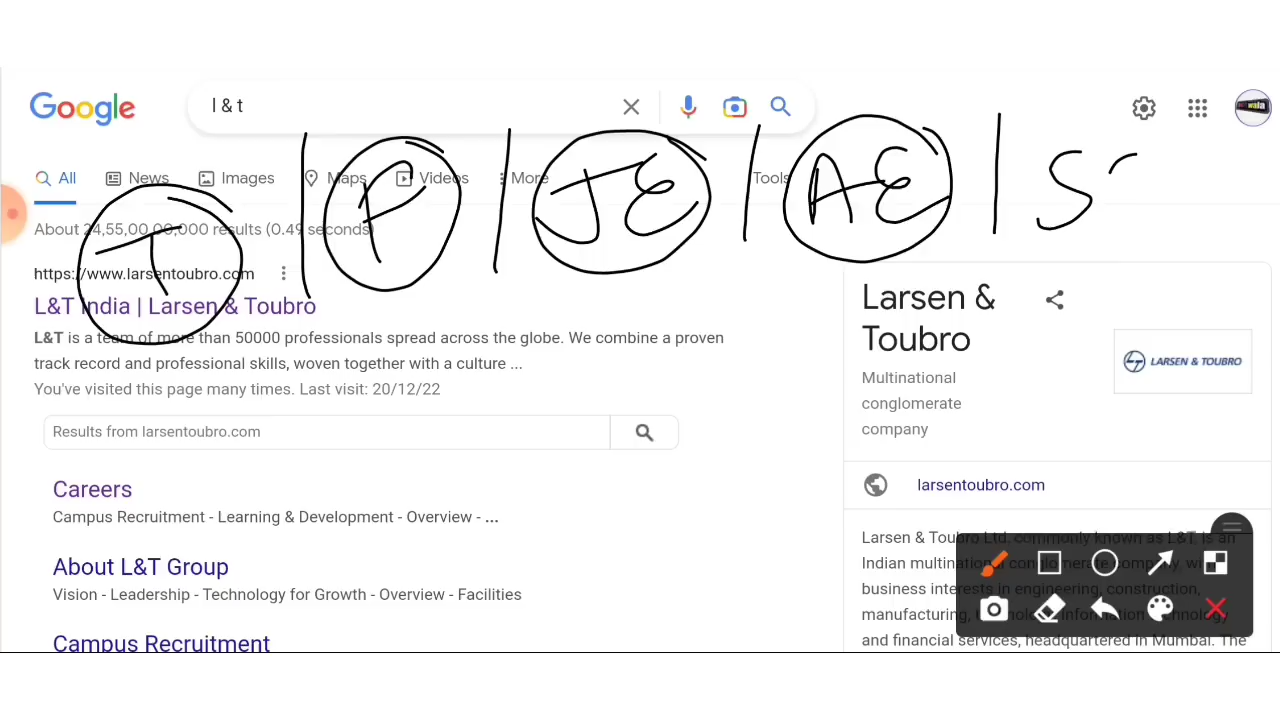 Google
l & t
All News Images Maps Videos More Tools
T | P | JE | AE | S
About 24,55,00,00,000 results (0.49 seconds)
https://www.larsentoubro.com
L&T India | Larsen & Toubro
L&T is a team of more than 50000 professionals spread across the globe. We combine a proven
track record and professional skills, woven together with a culture ...
You've visited this page many times. Last visit: 20/12/22
Results from larsentoubro.com
Careers
Campus Recruitment - Learning & Development - Overview - ...
About L&T Group
Vision - Leadership - Technology for Growth - Overview - Facilities
Campus Recruitment
Larsen &
Toubro
LARSEN & TOUBRO
Multinational
conglomerate
company
larsentoubro.com
Larsen & Toubro Ltd, commonly known as L&T, is an
Indian multinational conglomerate company, with
business interests in engineering, construction,
manufacturing, technology, information technology
and financial services, headquartered in Mumbai. The